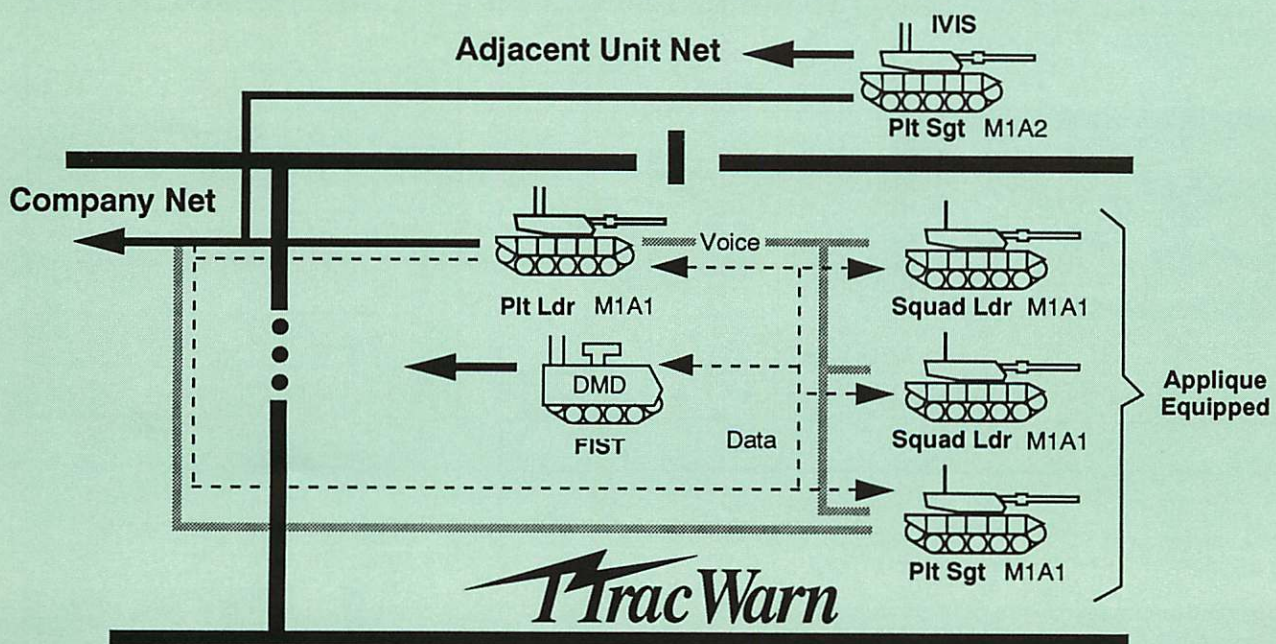 IVIS
Adjacent Unit Net
Plt Sgt M1A2
Company Net
Voice
Plt Ldr M1A1
Squad Ldr M1A1
DMD
FIST
Data
Squad Ldr M1A1
Applique
Equipped
Plt Sgt M1A1
TracWarn